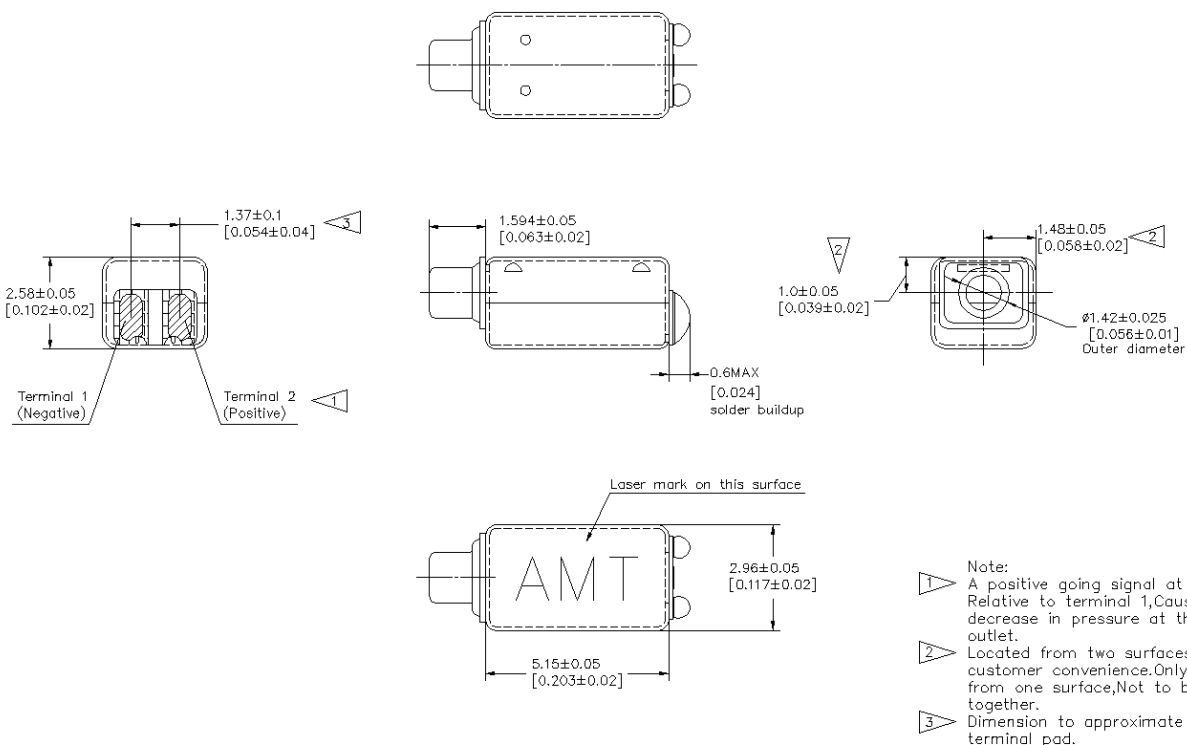 1.37±0.1
[0.054±0.04]
3
2.58±0.05
[0.102±0.02]
Terminal 1
(Negative)
Terminal 2
(Positive)
1
1.594±0.05
[0.063±0.02]
0.6MAX
[0.024]
solder buildup
2
1.0±0.05
[0.039±0.02]
1.48±0.05
[0.058±0.02]
2
ø1.42±0.025
[0.056±0.01]
Outer diameter
Laser mark on this surface
AMT
2.96±0.05
[0.117±0.02]
5.15±0.05
[0.203±0.02]
Note:
1 A positive going signal at
Relative to terminal 1,Caus
decrease in pressure at th
outlet.
2 Located from two surfaces
customer convenience.Only
from one surface,Not to b
together.
3 Dimension to approximate
terminal pad.